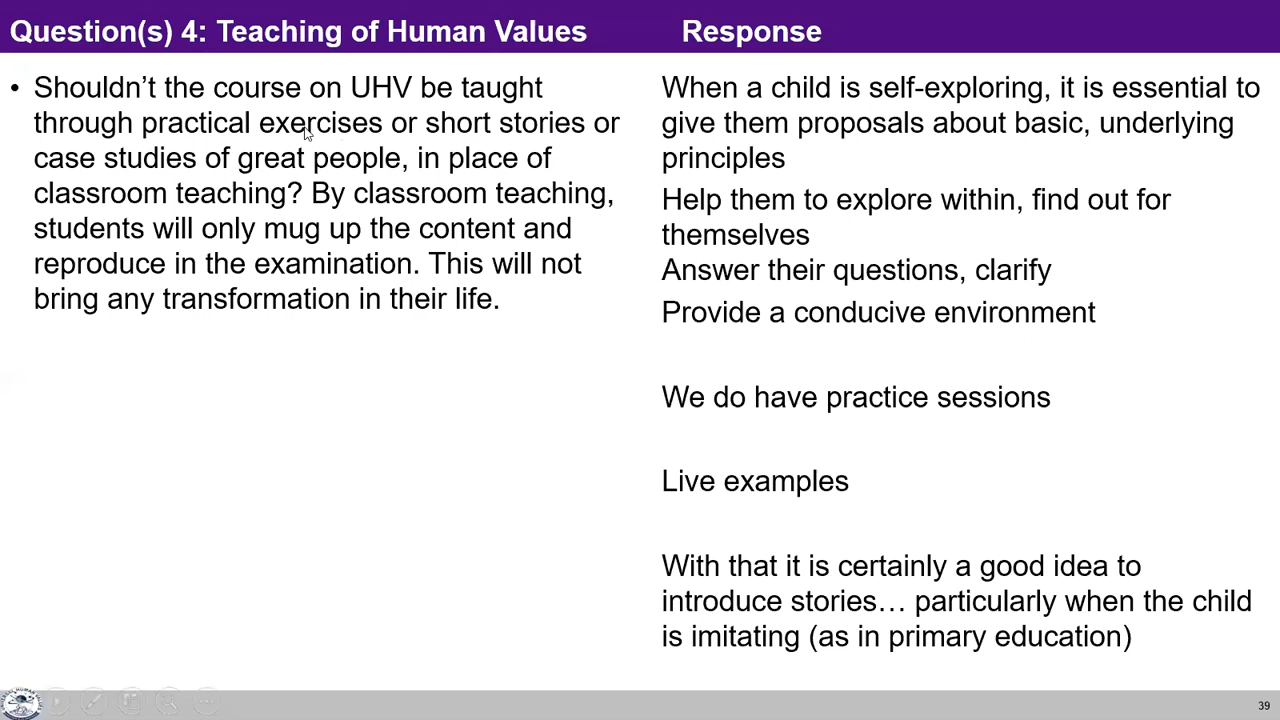 Question(s) 4: Teaching of Human Values
Response
• Shouldn’t the course on UHV be taught
through practical exercises or short stories or
case studies of great people, in place of
classroom teaching? By classroom teaching,
students will only mug up the content and
reproduce in the examination. This will not
bring any transformation in their life.
When a child is self-exploring, it is essential to
give them proposals about basic, underlying
principles
Help them to explore within, find out for
themselves
Answer their questions, clarify
Provide a conducive environment
We do have practice sessions
Live examples
With that it is certainly a good idea to
introduce stories… particularly when the child
is imitating (as in primary education)
39